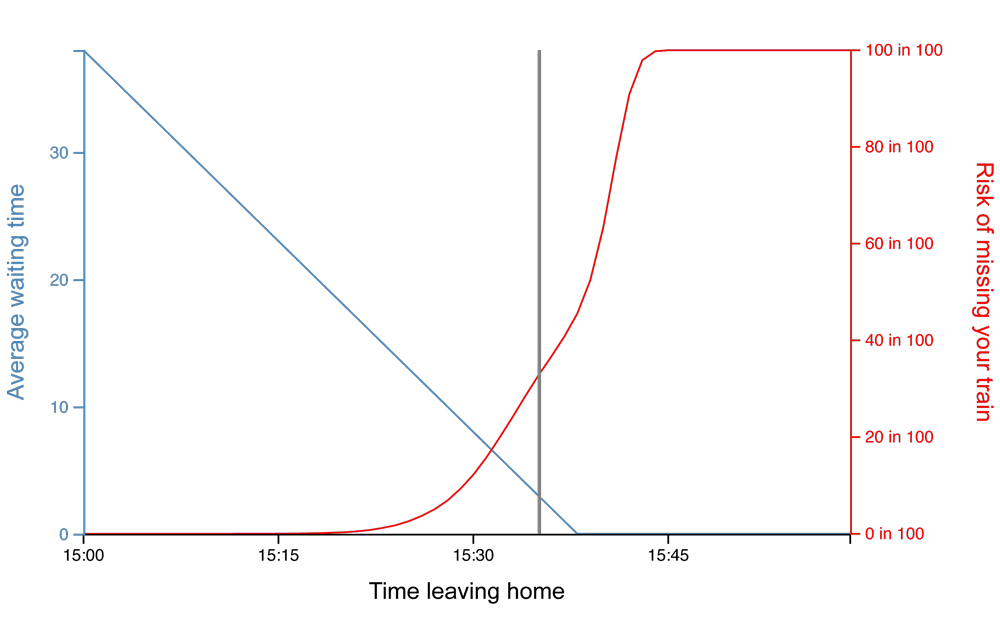 Average waiting time
30
20
10
0
100 in 100
80 in 100
60 in 100
40 in 100
20 in 100
0 in 100
Risk of missing your train
15:00
15:15
15:30
15:45
Time leaving home